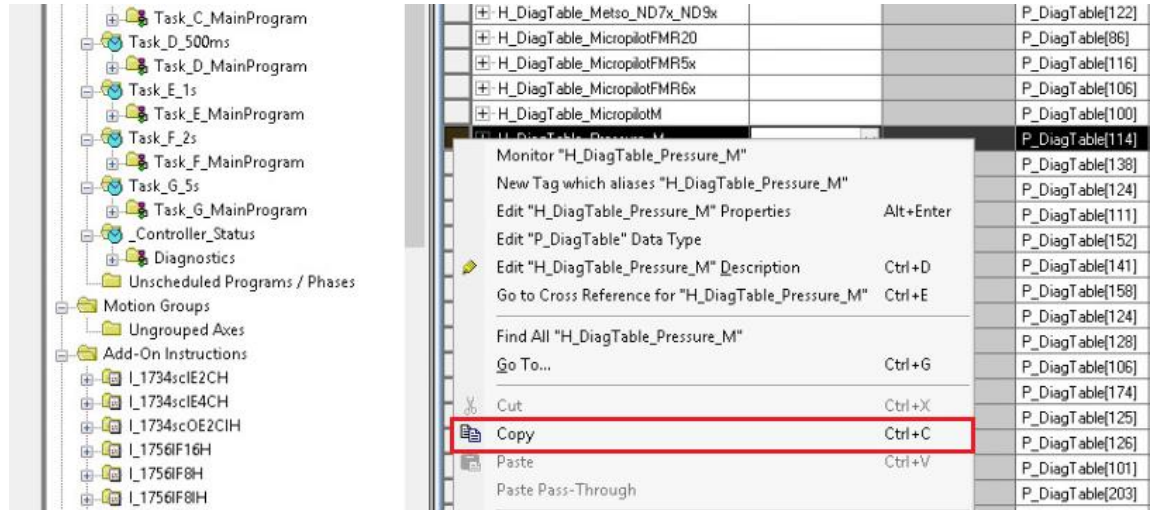 Task_C_MainProgram
Task_D_500ms
Task_D_MainProgram
Task_E_1s
Task_E_MainProgram
Task_F_2s
Task_F_MainProgram
Task_G_5s
Task_G_MainProgram
_Controller_Status
Diagnostics
Unscheduled Programs / Phases
Motion Groups
Ungrouped Axes
Add-On Instructions
I_1734sclE2CH
I_1734sclE4CH
I_1734scOE2CIH
I_1756IF16H
I_1756IF8H
I_1756IF8IH
H_DiagTable_Metso_ND7x_ND9x P_DiagTable[122]
H_DiagTable_MicropilotFMR20 P_DiagTable[86]
H_DiagTable_MicropilotFMR5x P_DiagTable[116]
H_DiagTable_MicropilotFMR6x P_DiagTable[106]
H_DiagTable_MicropilotM P_DiagTable[100]
H_DiagTable_Pressure_M P_DiagTable[114]
Monitor "H_DiagTable_Pressure_M"
New Tag which aliases "H_DiagTable_Pressure_M"
Edit "H_DiagTable_Pressure_M" Properties Alt+Enter
Edit "P_DiagTable" Data Type
Edit "H_DiagTable_Pressure_M" Description Ctrl+D
Go to Cross Reference for "H_DiagTable_Pressure_M" Ctrl+E
Find All "H_DiagTable_Pressure_M"
Go To... Ctrl+G
Cut Ctrl+X
Copy Ctrl+C
Paste Ctrl+V
Paste Pass-Through
P_DiagTable[138]
P_DiagTable[124]
P_DiagTable[111]
P_DiagTable[152]
P_DiagTable[141]
P_DiagTable[158]
P_DiagTable[124]
P_DiagTable[128]
P_DiagTable[106]
P_DiagTable[174]
P_DiagTable[125]
P_DiagTable[126]
P_DiagTable[101]
P_DiagTable[203]